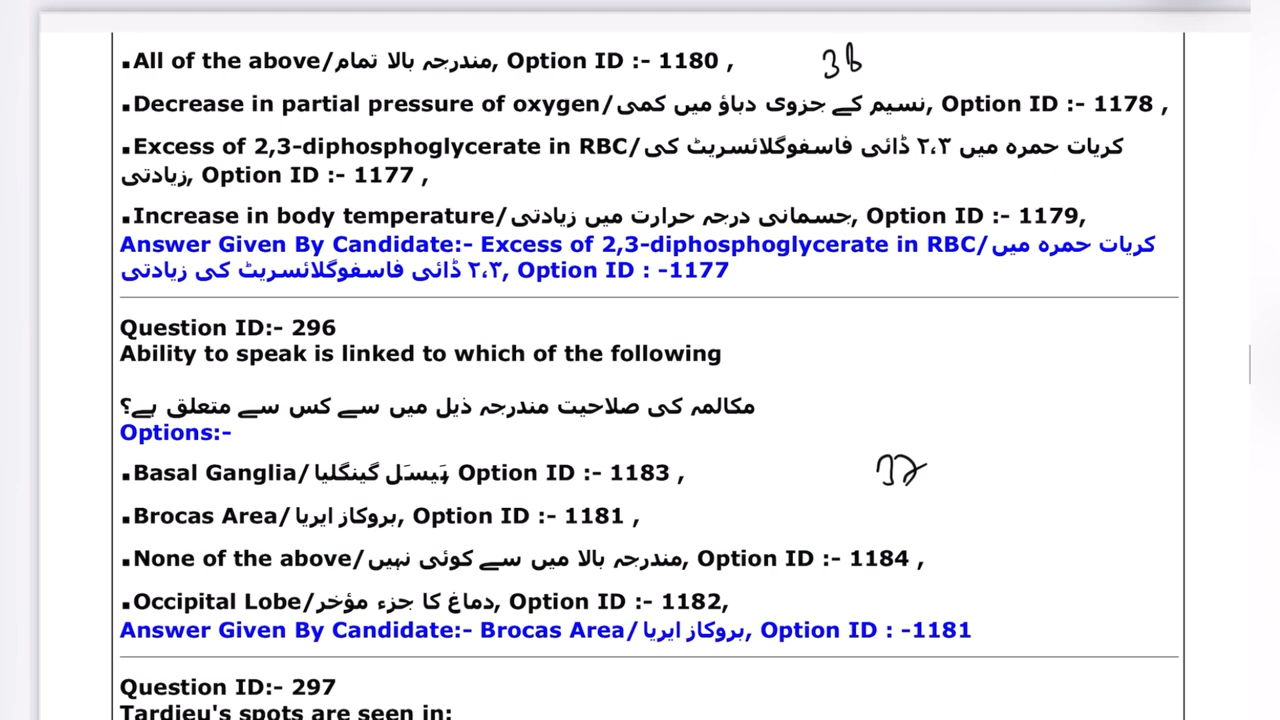 ▪All of the above/مندرجہ بالا تمام, Option ID :- 1180 ,
▪Decrease in partial pressure of oxygen/نسیم کے جزوی دباؤ میں کمی, Option ID :- 1178 ,
▪Excess of 2,3-diphosphoglycerate in RBC/کریات حمرہ میں ۲،۳ ڈائی فاسفوگلائسریٹ کی
زیادتی, Option ID :- 1177 ,
▪Increase in body temperature/جسمانی درجہ حرارت میں زیادتی, Option ID :- 1179,
Answer Given By Candidate:- Excess of 2,3-diphosphoglycerate in RBC/کریات حمرہ میں
۲،۳ ڈائی فاسفوگلائسریٹ کی زیادتی, Option ID : -1177
Question ID:- 296
Ability to speak is linked to which of the following
مکالمہ کی صلاحیت مندرجہ ذیل میں سے کس سے متعلق ہے؟
Options:-
▪Basal Ganglia/بَیسَل گینگلیا, Option ID :- 1183 ,
▪Brocas Area/بروکاز ایریا, Option ID :- 1181 ,
▪None of the above/مندرجہ بالا میں سے کوئی نہیں, Option ID :- 1184 ,
▪Occipital Lobe/دماغ کا جزء مؤخر, Option ID :- 1182,
Answer Given By Candidate:- Brocas Area/بروکاز ایریا, Option ID : -1181
Question ID:- 297
Tardieu's spots are seen in: